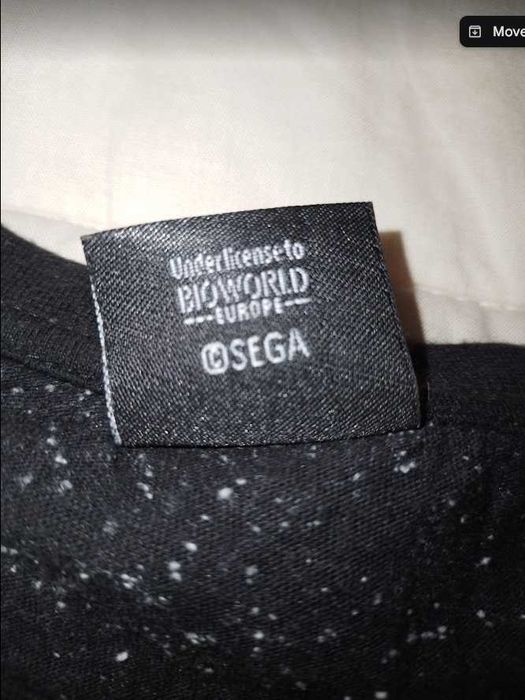 Move
Under license to
BIOWORLD
EUROPE
©SEGA